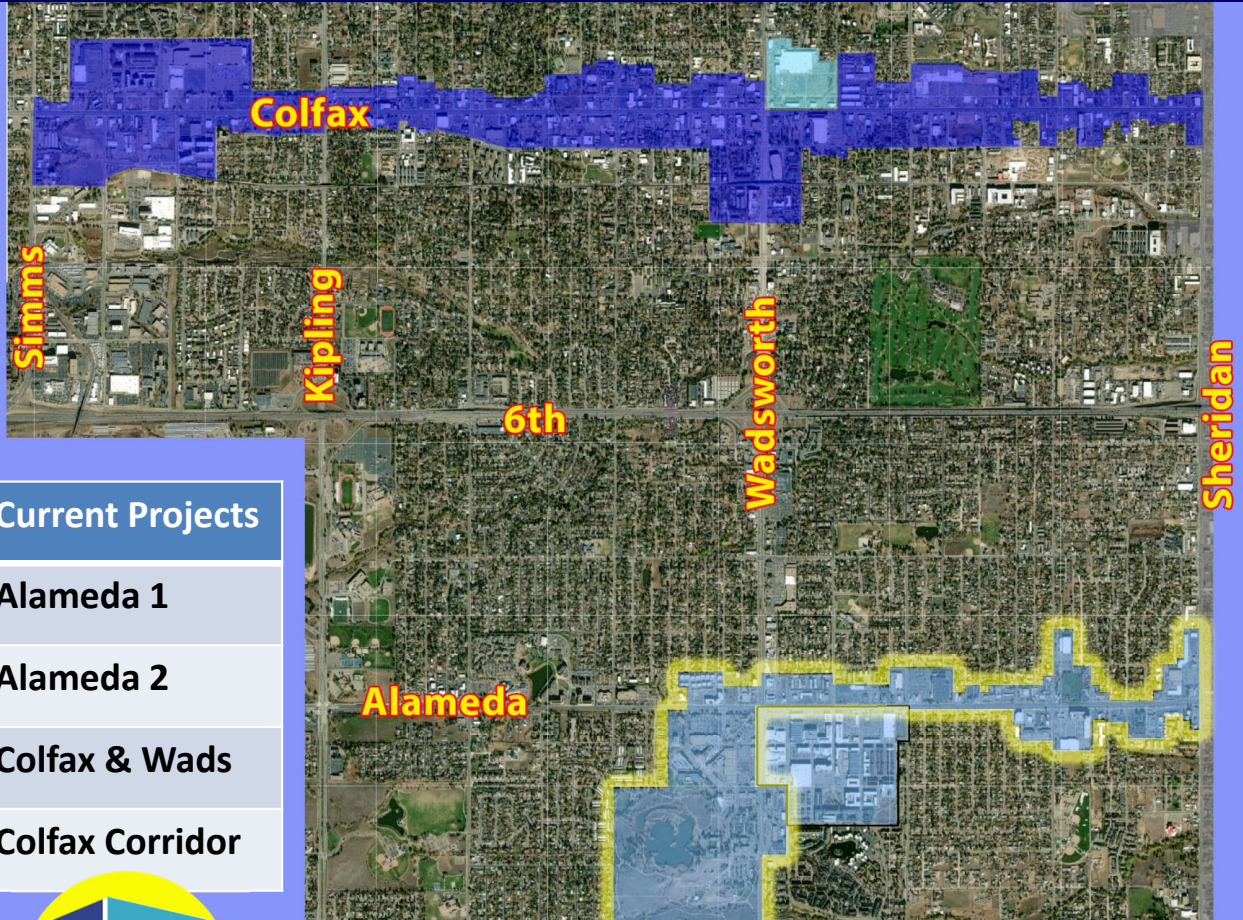 Colfax
Simms
Kipling
Wadsworth
Sheridan
6th
Current Projects
Alameda 1
Alameda 2
Colfax & Wads
Colfax Corridor
Alameda